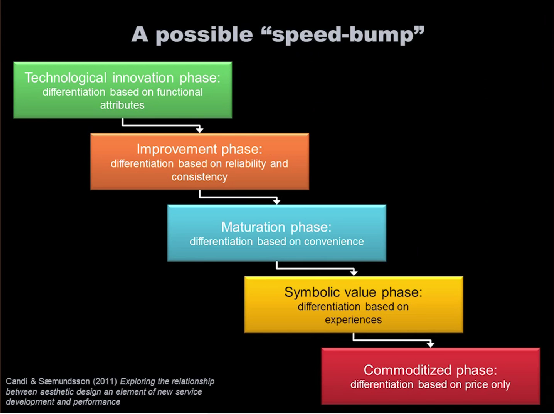 A possible “speed-bump”
Technological innovation phase:
differentiation based on functional
attributes
Improvement phase:
differentiation based on reliability and
consistency
Maturation phase:
differentiation based on convenience
Symbolic value phase:
differentiation based on
experiences
Commoditized phase:
differentiation based on price only
Candi & Sæmundsson (2011) Exploring the relationship
between aesthetic design an element of new service
development and performance